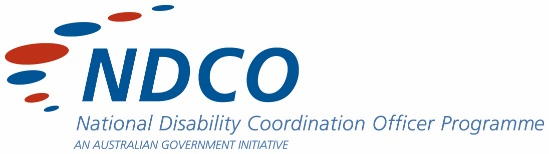 NDCO
National Disability Coordination Officer Programme
AN AUSTRALIAN GOVERNMENT INITIATIVE